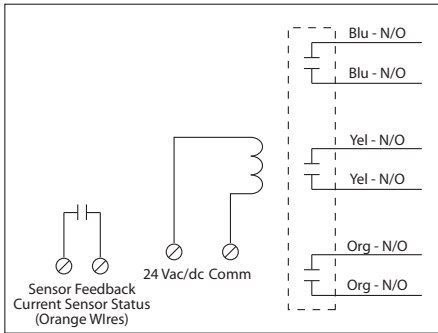 Blu - N/O
Blu - N/O
Yel - N/O
Yel - N/O
Org - N/O
Org - N/O
24 Vac/dc Comm
Sensor Feedback
Current Sensor Status
(Orange WIres)